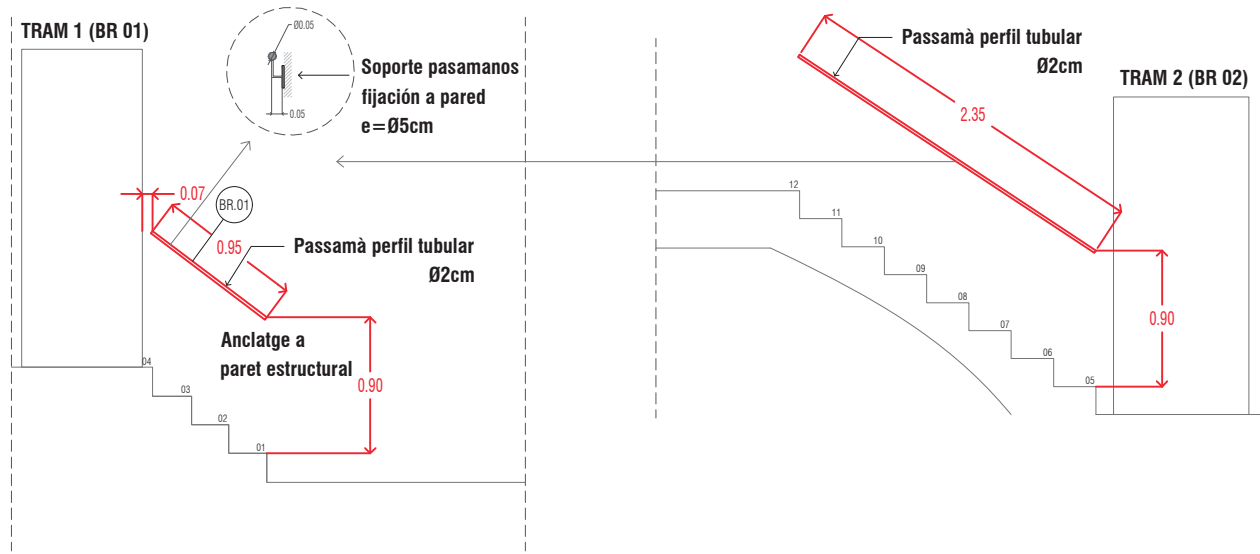 TRAM 1 (BR 01)
Ø0.05
Soporte pasamanos
fijación a pared
e=Ø5cm
0.05
0.07
BR.01
0.95
Passamà perfil tubular
Ø2cm
Anclatge a
paret estructural
0.90
04
03
02
01
Passamà perfil tubular
Ø2cm
TRAM 2 (BR 02)
2.35
12
11
10
09
08
07
06
05
0.90